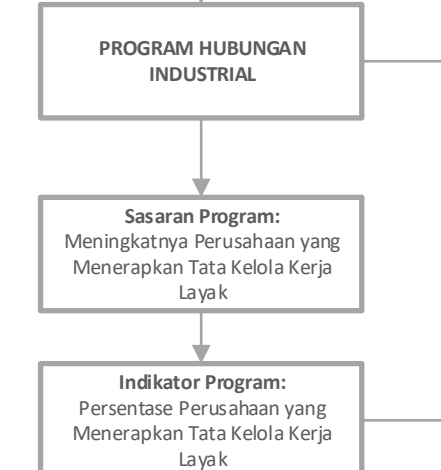 PROGRAM HUBUNGAN
INDUSTRIAL
Sasaran Program:
Meningkatnya Perusahaan yang
Menerapkan Tata Kelola Kerja
Layak
Indikator Program:
Persentase Perusahaan yang
Menerapkan Tata Kelola Kerja
Layak